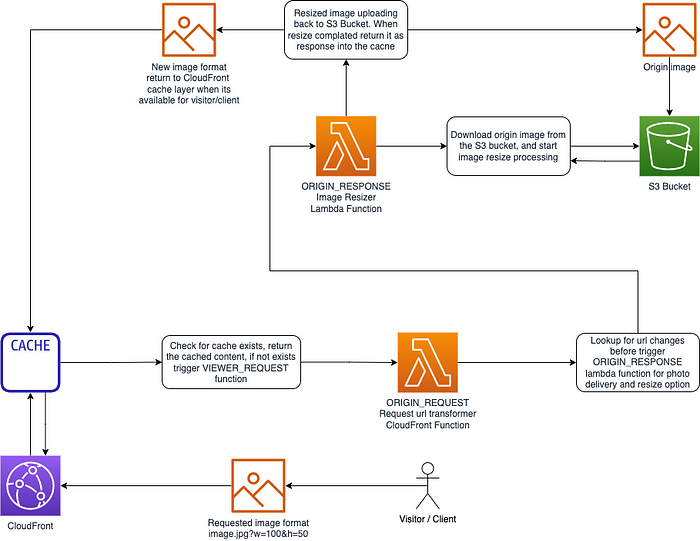 Resized image uploading
back to S3 Bucket. When
resize complated return it as
response into the cacne
New image format
return to CloudFront
cache layer when its
available for visitor/client
Origin image
ORIGIN_RESPONSE
Image Resizer
Lambda Function
Download origin image from
the S3 bucket, and start
image resize processing
S3 Bucket
CACHE
Check for cache exists, return
the cached content, if not exists
trigger VIEWER_REQUEST
function
ORIGIN_REQUEST
Request url transformer
CloudFront Function
Lookup for url changes
before trigger
ORIGIN_RESPONSE
lambda function for photo
delivery and resize option
CloudFront
Requested image format
image.jpg?w=100&h=50
Visitor / Client